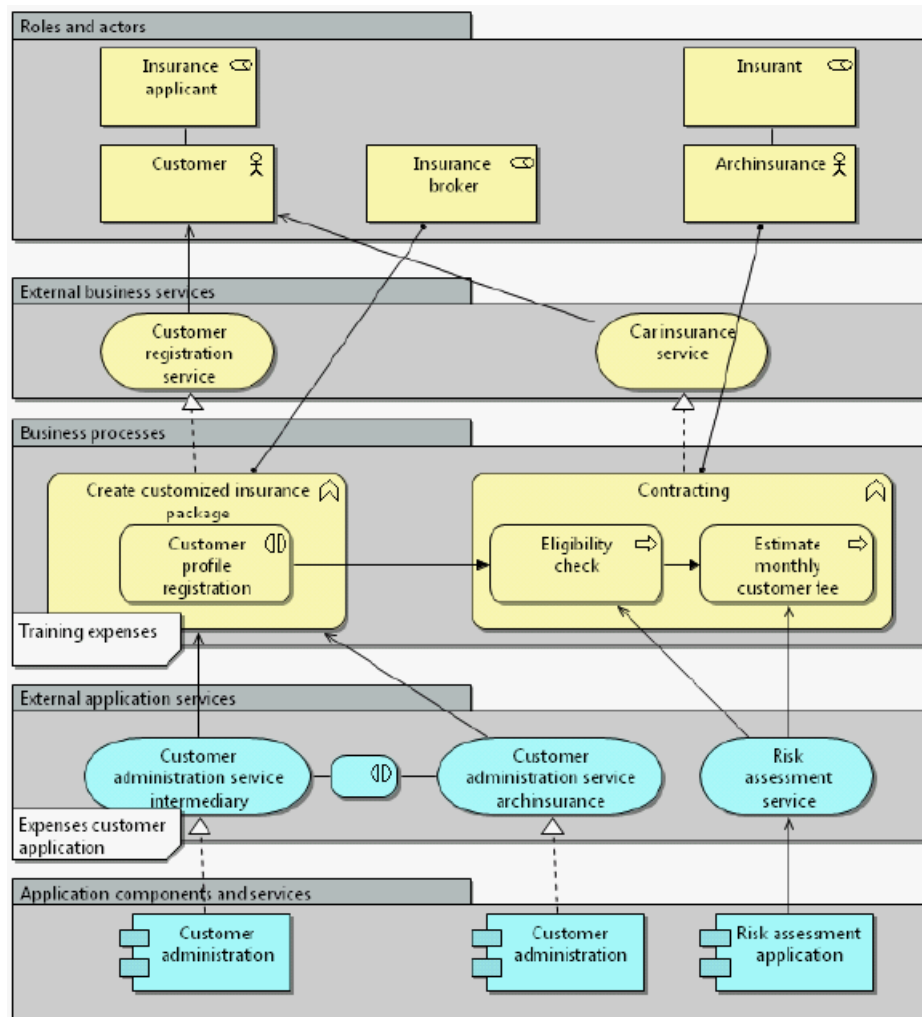 Roles and actors
Insurance
applicant
Insurant
Customer
Insurance
broker
Archinsurance
External business services
Customer
registration
service
Car insurance
service
Business processes
Create customized insurance
package
Contracting
Customer
profile
registration
Eligibility
check
Estimate
monthly
customer fee
Training expenses
External application services
Customer
administration service
intermediary
Customer
administration service
archinsurance
Risk
assessment
service
Expenses customer
application
Application components and services
Customer
administration
Customer
administration
Risk assessment
application